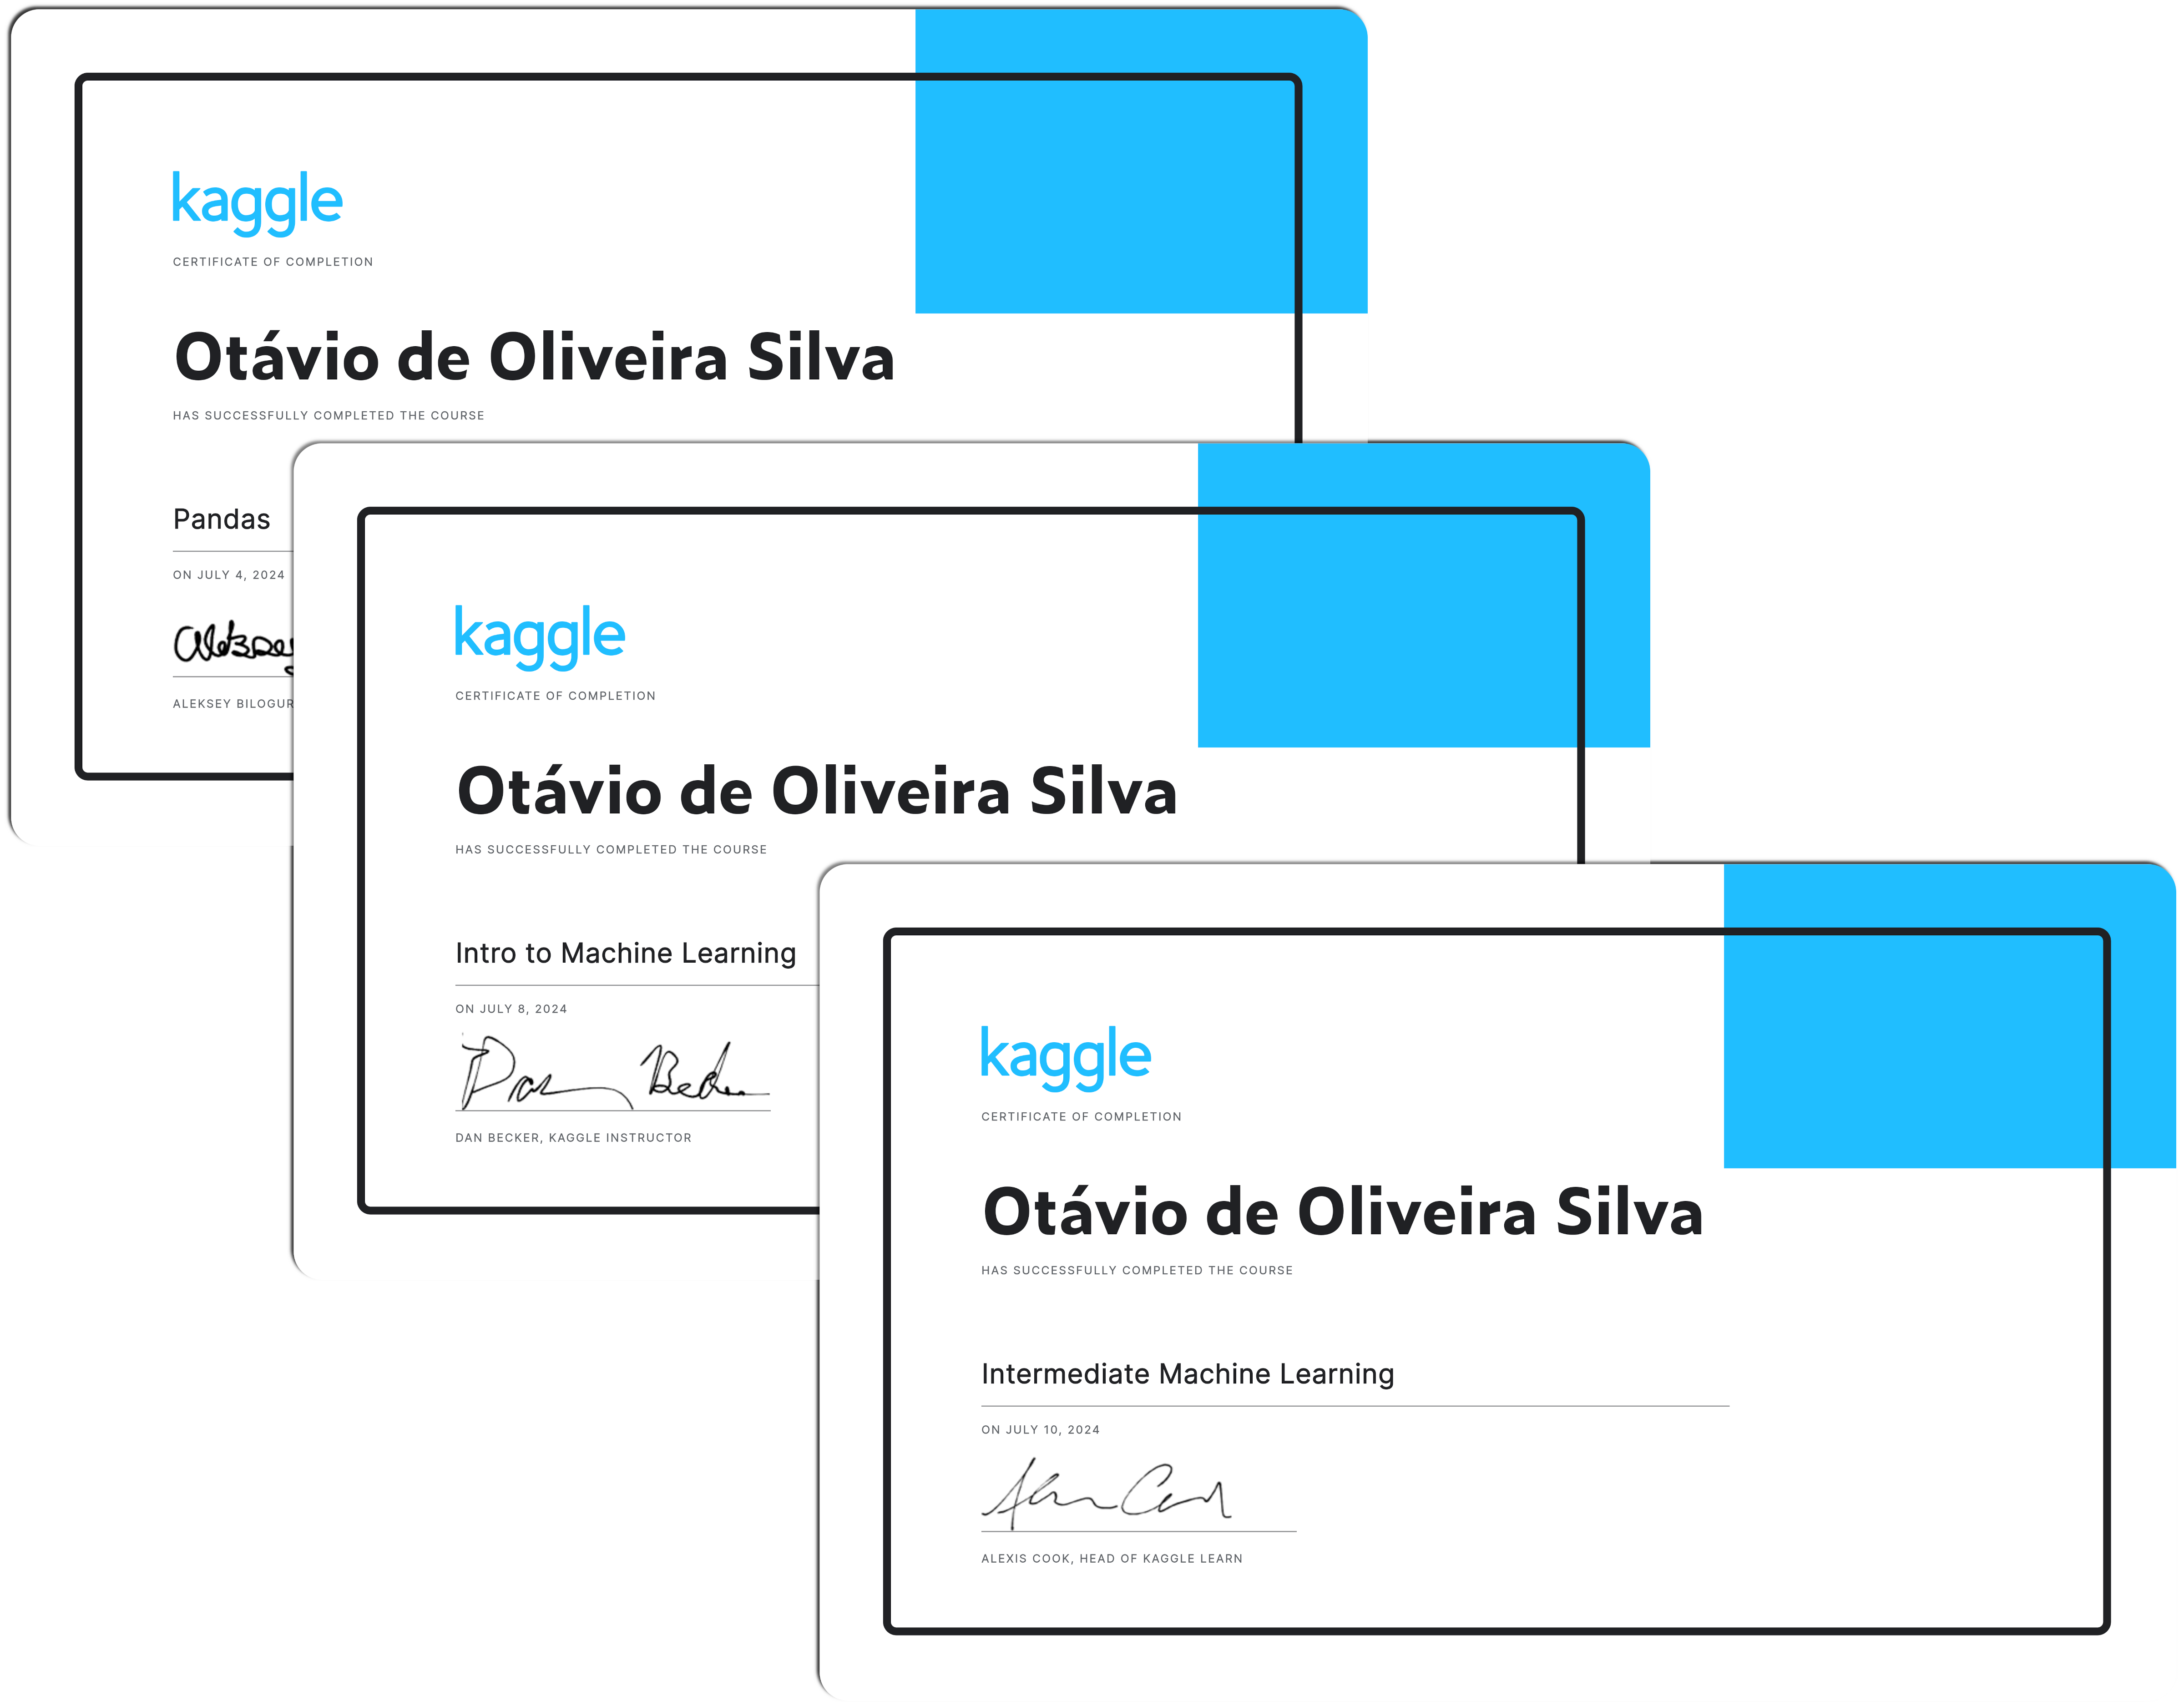 kaggle
CERTIFICATE OF COMPLETION
Otávio de Oliveira Silva
HAS SUCCESSFULLY COMPLETED THE COURSE
Pandas
ON JULY 4, 2024
ALEKSEY BILOGUR
kaggle
CERTIFICATE OF COMPLETION
Otávio de Oliveira Silva
HAS SUCCESSFULLY COMPLETED THE COURSE
Intro to Machine Learning
ON JULY 8, 2024
Dan Becker
DAN BECKER, KAGGLE INSTRUCTOR
kaggle
CERTIFICATE OF COMPLETION
Otávio de Oliveira Silva
HAS SUCCESSFULLY COMPLETED THE COURSE
Intermediate Machine Learning
ON JULY 10, 2024
ALEXIS COOK, HEAD OF KAGGLE LEARN